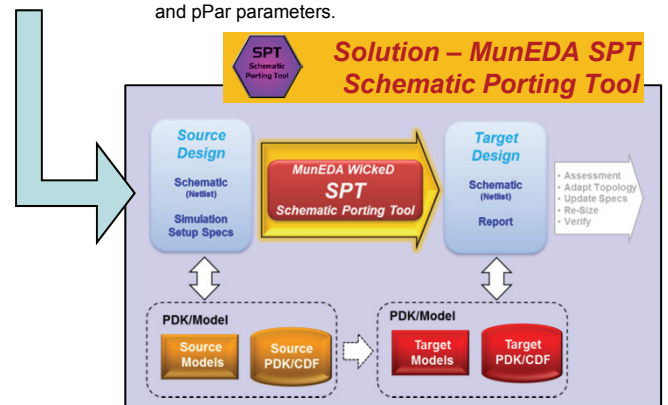 and pPar parameters.
SPT
Schematic
Porting Tool
Solution – MunEDA SPT
Schematic Porting Tool
Source
Design
Schematic
(Netlist)
Simulation
Setup Specs
MunEDA WiCkeD
SPT
Schematic Porting Tool
Target
Design
Schematic
(Netlist)
Report
• Assessment
• Adapt Topology
• Update Specs
• Re-Size
• Verify
PDK/Model
Source
Models
Source
PDK/CDF
PDK/Model
Target
Models
Target
PDK/CDF